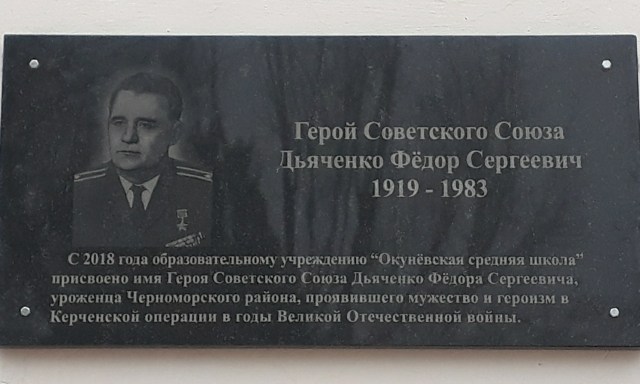 Герой Советского Союза
Дьяченко Фёдор Сергеевич
1919 - 1983
С 2018 года образовательному учреждению “Окунёвская средняя школа”
присвоено имя Героя Советского Союза Дьяченко Фёдора Сергеевича,
уроженца Черноморского района, проявившего мужество и героизм в
Керченской операции в годы Великой Отечественной войны.